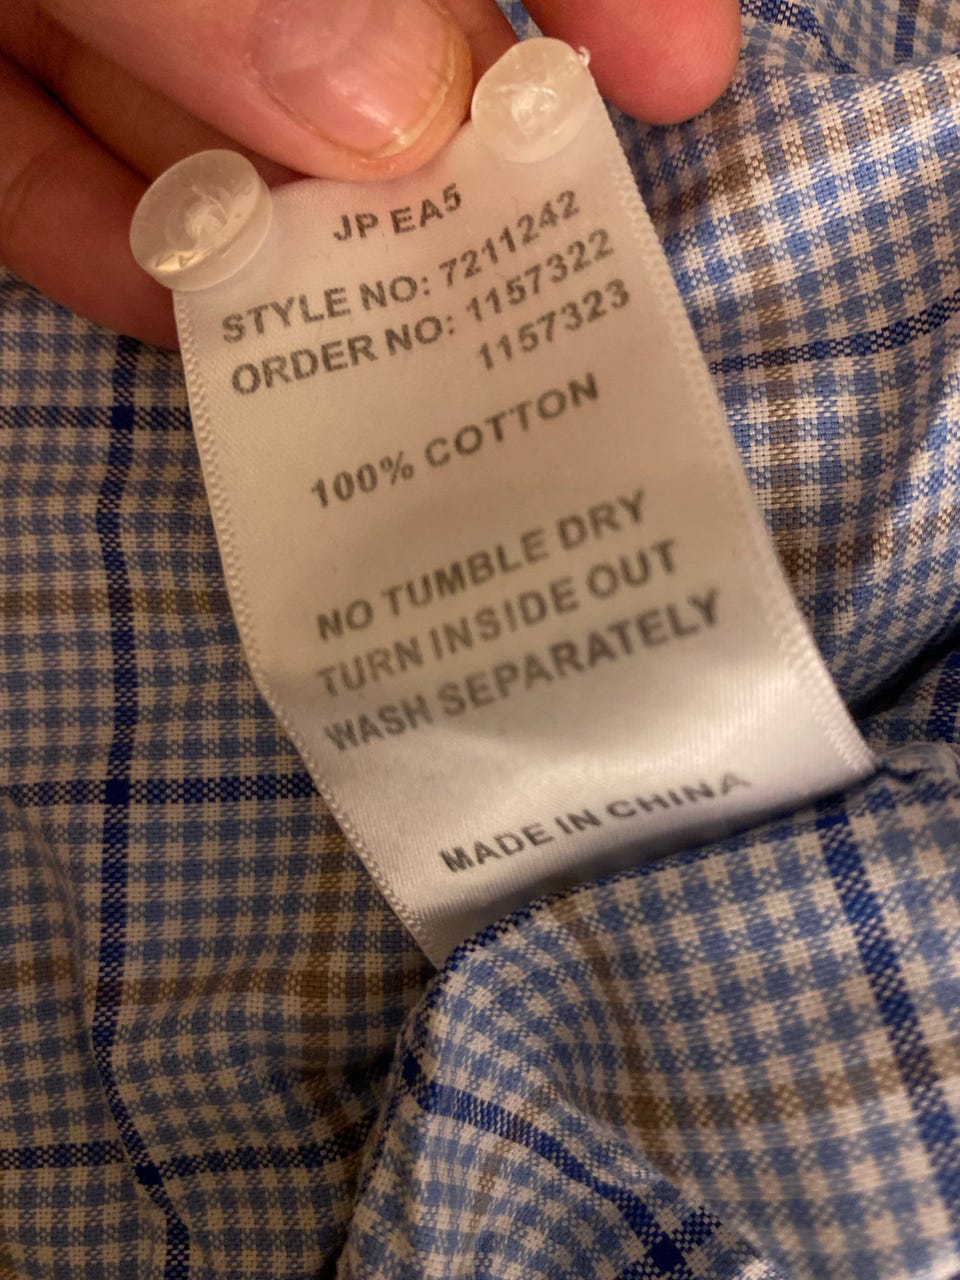 JP EA5
STYLE NO: 7211242
ORDER NO: 1157322
1157323
100% COTTON
NO TUMBLE DRY
TURN INSIDE OUT
WASH SEPARATELY
MADE IN CHINA